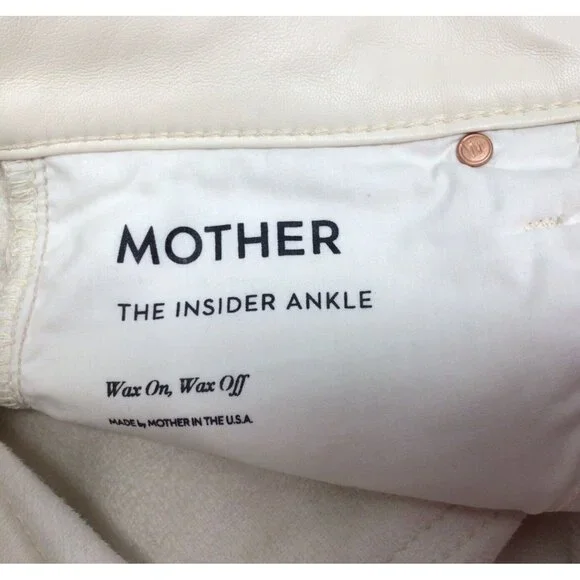 MOTHER
THE INSIDER ANKLE
Wax On, Wax Off
MADE by MOTHER IN THE U.S.A.